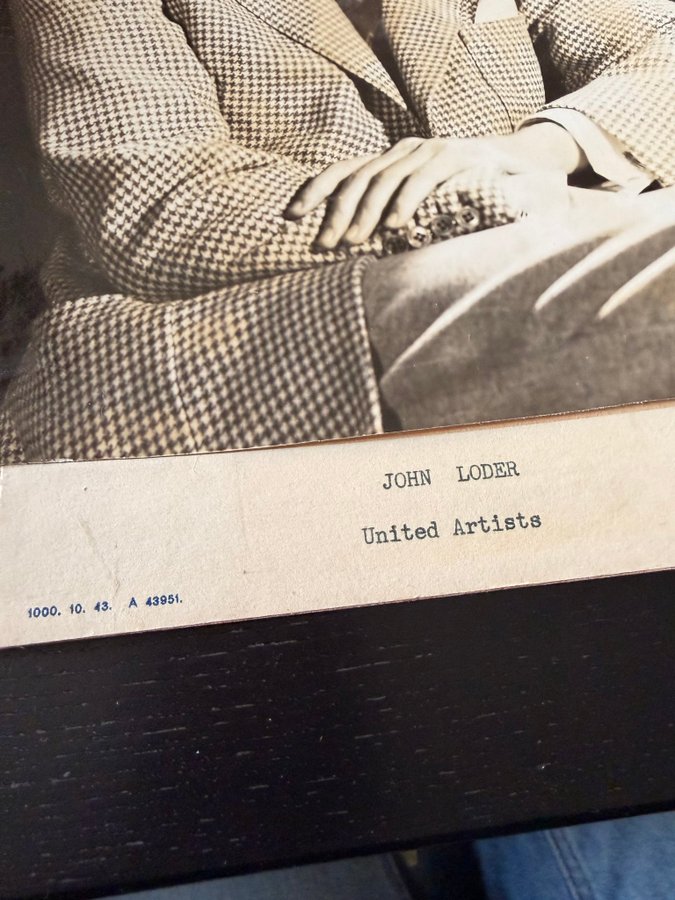 JOHN LODER
United Artists
1000. 10. 43. A 43951.